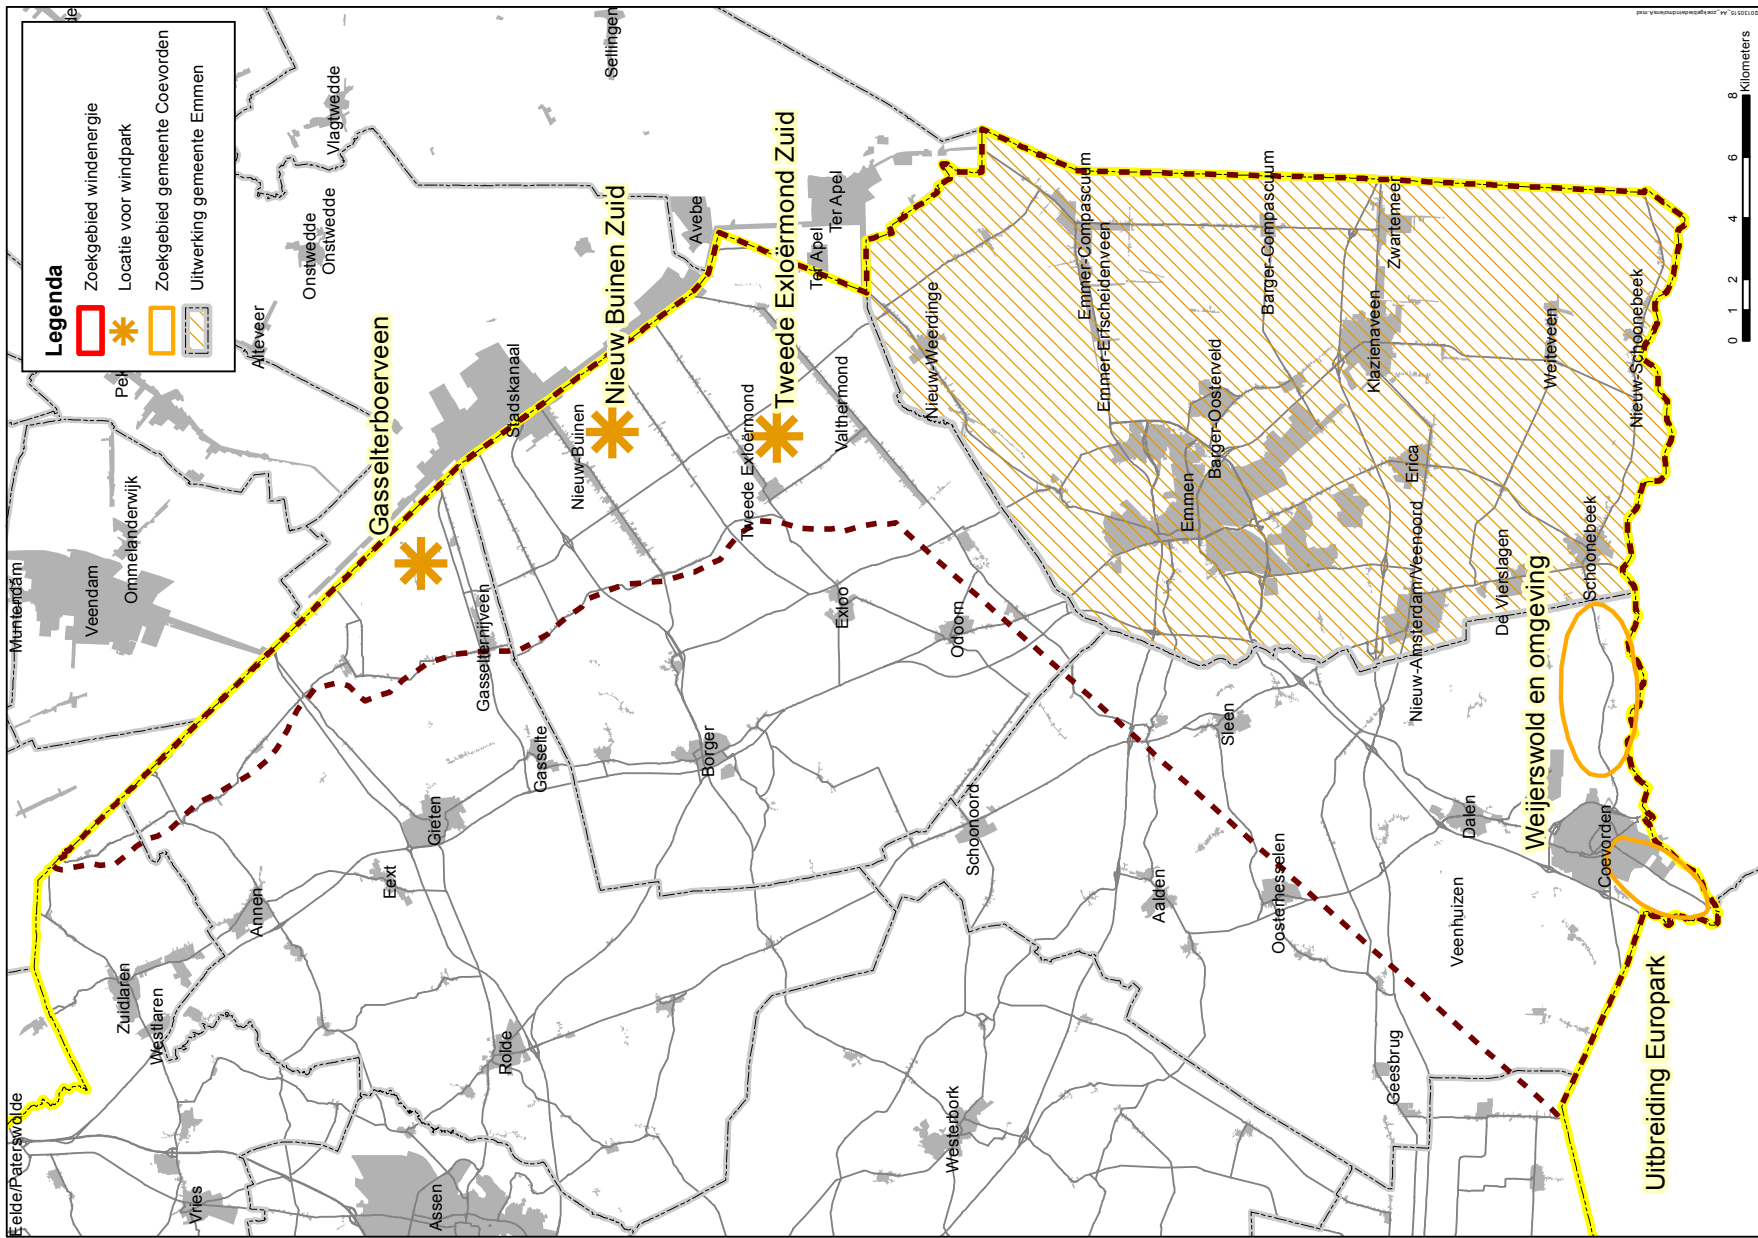 Legenda
Zoekgebied windenergie
Locatie voor windpark
Zoekgebied gemeente Coevorden
Uitwerking gemeente Emmen
Eelde/Paterswolde
Vries
Assen
Zuidlaren
Westlaren
Annen
Eext
Gieten
Rolde
Gasselte
Gasselternijveen
Borger
Muntendam
Veendam
Ommelanderwijk
Pek
Alteveer
Onstwedde
Onstwedde
Vlagtwedde
Sellingen
Gasselterboerveen
Stadskanaal
Nieuw-Buinen
Nieuw Buinen Zuid
Avebe
Tweede Exloërmond
Tweede Exloërmond Zuid
Valthermond
Ter Apel
Ter Apel
Exloo
Odoorn
Schoonoord
Westerbork
Nieuw-Weerdinge
Emmer-Compascuum
Emmer-Erfscheidenveen
Barger-Compascuum
Barger-Oosterveld
Emmen
Klazienaveen
Zwartemeer
Erica
Nieuw-Amsterdam/Veenoord
De Vierslagen
Weiteveen
Nieuw-Schoonebeek
Schoonebeek
Sleen
Aalden
Oosterhesselen
Dalen
Veenhuizen
Geesbrug
Coevorden
Weijerswold en omgeving
Uitbreiding Europark
0 1 2 4 6 8
Kilometers